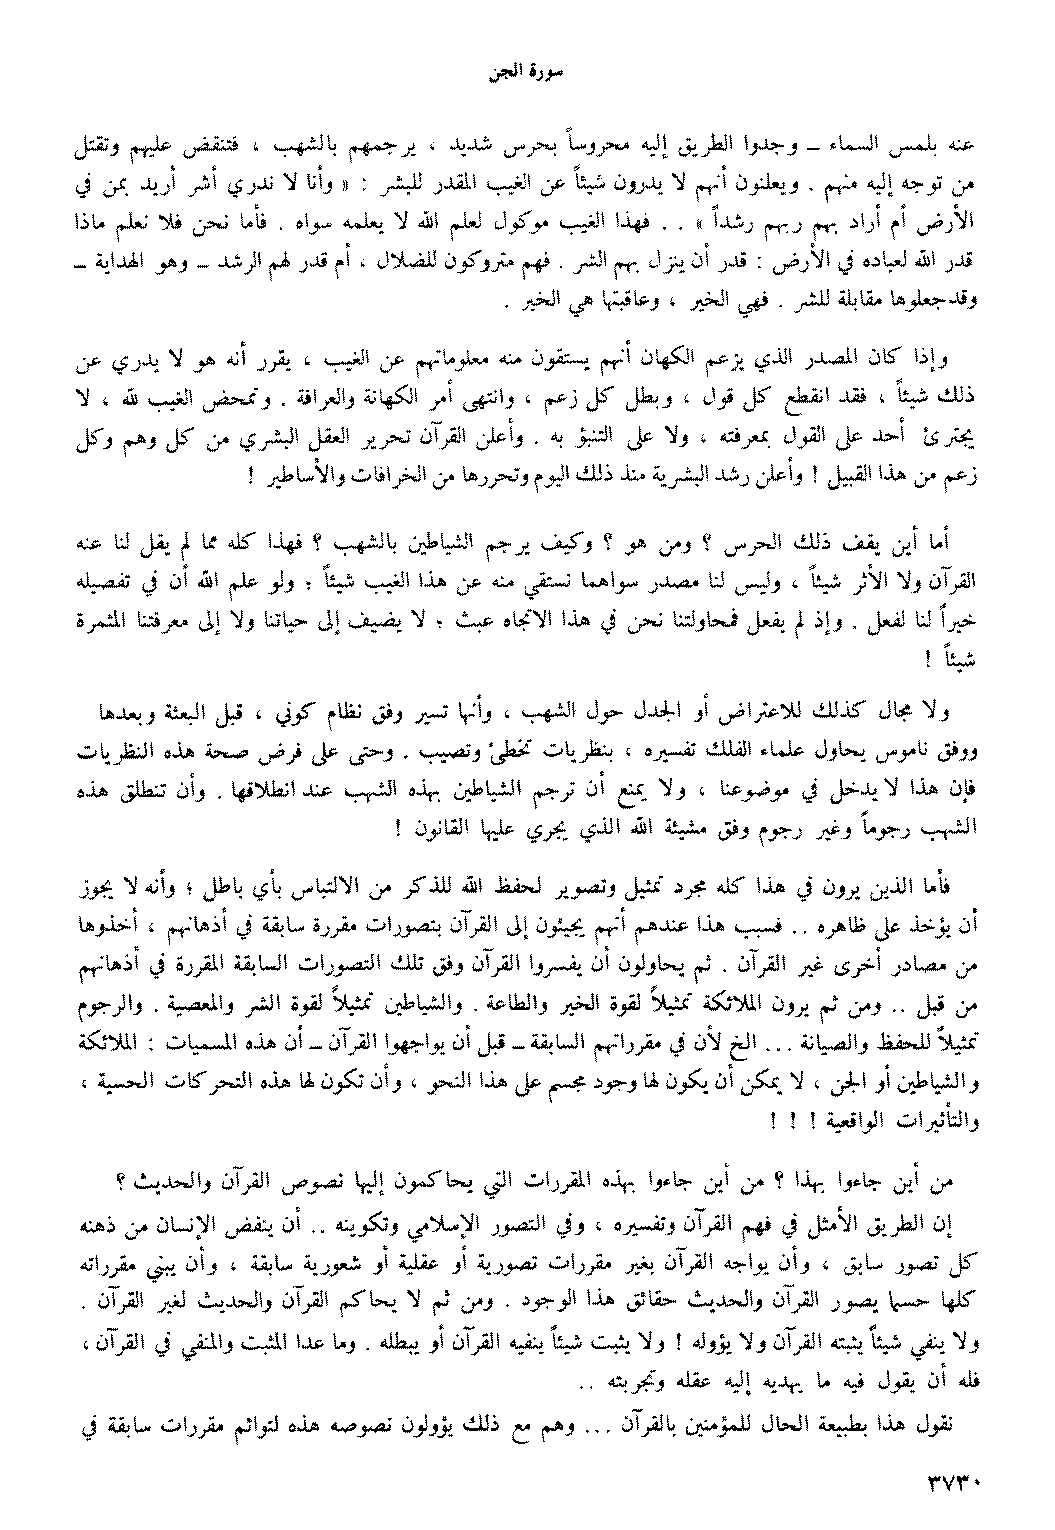 سورة الجن
عنه بلمس السماء – وجدوا الطريق إليه محروساً بحرس شديد ، يرجمهم بالشهب ، فتنقض عليهم وتقتل
من توجه إليه منهم . ويعلنون أنهم لا يدرون شيئاً عن الغيب المقدر للبشر : « وأنا لا ندري أشر أريد بمن في
الأرض أم أراد بهم ربهم رشداً » . . فهذا الغيب موكول لعلم الله لا يعلمه سواه . فأما نحن فلا نعلم ماذا
قدر الله لعباده في الأرض : قدر أن ينزل بهم الشر . فهم متروكون للضلال ، أم قدر لهم الرشد – وهو الهداية –
وقد جعلوها مقابلة للشر . فهي الخير ، وعاقبتها هي الخير .
وإذا كان المصدر الذي يزعم الكهان أنهم يستقون منه معلوماتهم عن الغيب ، يقرر أنه هو لا يدري عن
ذلك شيئاً ، فقد انقطع كل قول ، وبطل كل زعم ، وانتهى أمر الكهانة والعرافة . وتمحض الغيب لله ، لا
يجترئ أحد على القول بمعرفته ، ولا على التنبؤ به . وأعلن القرآن تحرير العقل البشري من كل وهم وكل
زعم من هذا القبيل ! وأعلن رشد البشرية منذ ذلك اليوم وتحررها من الخرافات والأساطير !
أما أين يقف ذلك الحرس ؟ ومن هو ؟ وكيف يرجم الشياطين بالشهب ؟ فهذا كله مما لم يقل لنا عنه
القرآن ولا الأثر شيئاً ، وليس لنا مصدر سواهما نستقي منه عن هذا الغيب شيئاً ؛ ولو علم الله أن في تفصيله
خيراً لنا لفعل . وإذ لم يفعل فمحاولتنا نحن في هذا الاتجاه عبث ؛ لا يضيف إلى حياتنا ولا إلى معرفتنا المثمرة
شيئاً !
ولا مجال كذلك للاعتراض أو الجدل حول الشهب ، وأنها تسير وفق نظام كوني ، قبل البعثة وبعدها
ووفق ناموس يحاول علماء الفلك تفسيره ، بنظريات تخطئ وتصيب . وحتى على فرض صحة هذه النظريات
فإن هذا لا يدخل في موضوعنا ، ولا يمنع أن ترجم الشياطين بهذه الشهب عند انطلاقها . وأن تنطلق هذه
الشهب رجوماً وغير رجوم وفق مشيئة الله الذي يجري عليها القانون !
فأما الذين يرون في هذا كله مجرد تمثيل وتصوير لحفظ الله للذكر من الالتباس بأي باطل ؛ وأنه لا يجوز
أن يؤخذ على ظاهره .. فسبب هذا عندهم أنهم يجيئون إلى القرآن بتصورات مقررة سابقة في أذهانهم ، أخذوها
من مصادر أخرى غير القرآن . ثم يحاولون أن يفسروا القرآن وفق تلك التصورات السابقة المقررة في أذهانهم
من قبل .. ومن ثم يرون الملائكة تمثيلاً لقوة الخير والطاعة . والشياطين تمثيلاً لقوة الشر والمعصية . والرجوم
تمثيلاً للحفظ والصيانة ... الخ لأن في مقرراتهم السابقة – قبل أن يواجهوا القرآن – أن هذه المسميات : الملائكة
والشياطين أو الجن ، لا يمكن أن يكون لها وجود مجسم على هذا النحو ، وأن تكون لها هذه التحركات الحسية ،
والتأثيرات الواقعية ! ! !
من أين جاءوا بهذا ؟ من أين جاءوا بهذه المقررات التي يحاكمون إليها نصوص القرآن والحديث ؟
إن الطريق الأمثل في فهم القرآن وتفسيره ، وفي التصور الإسلامي وتكوينه .. أن ينفض الإنسان من ذهنه
كل تصور سابق ، وأن يواجه القرآن بغير مقررات تصورية أو عقلية أو شعورية سابقة ، وأن يبني مقرراته
كلها حسبما يصور القرآن والحديث حقائق هذا الوجود . ومن ثم لا يحاكم القرآن والحديث لغير القرآن .
ولا ينفي شيئاً يثبته القرآن ولا يؤوله ! ولا يثبت شيئاً ينفيه القرآن أو يبطله . وما عدا المثبت والمنفي في القرآن ،
فله أن يقول فيه ما يهديه إليه عقله وتجربته ..
نقول هذا بطبيعة الحال للمؤمنين بالقرآن ... وهم مع ذلك يؤولون نصوصه هذه لتوائم مقررات سابقة في
٣٧٣٠